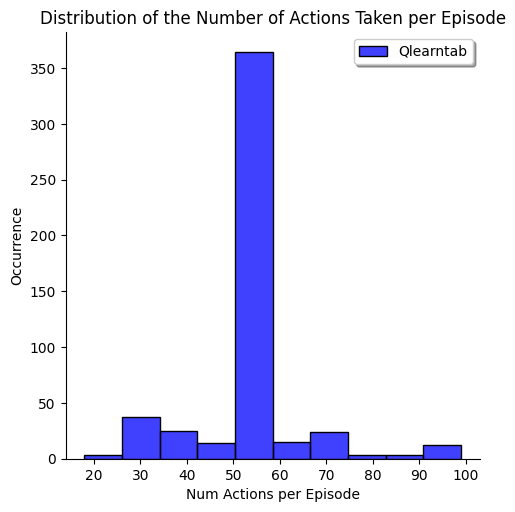 Distribution of the Number of Actions Taken per Episode
Qlearntab
350
300
250
200
150
100
50
0
Occurrence
20 30 40 50 60 70 80 90 100
Num Actions per Episode